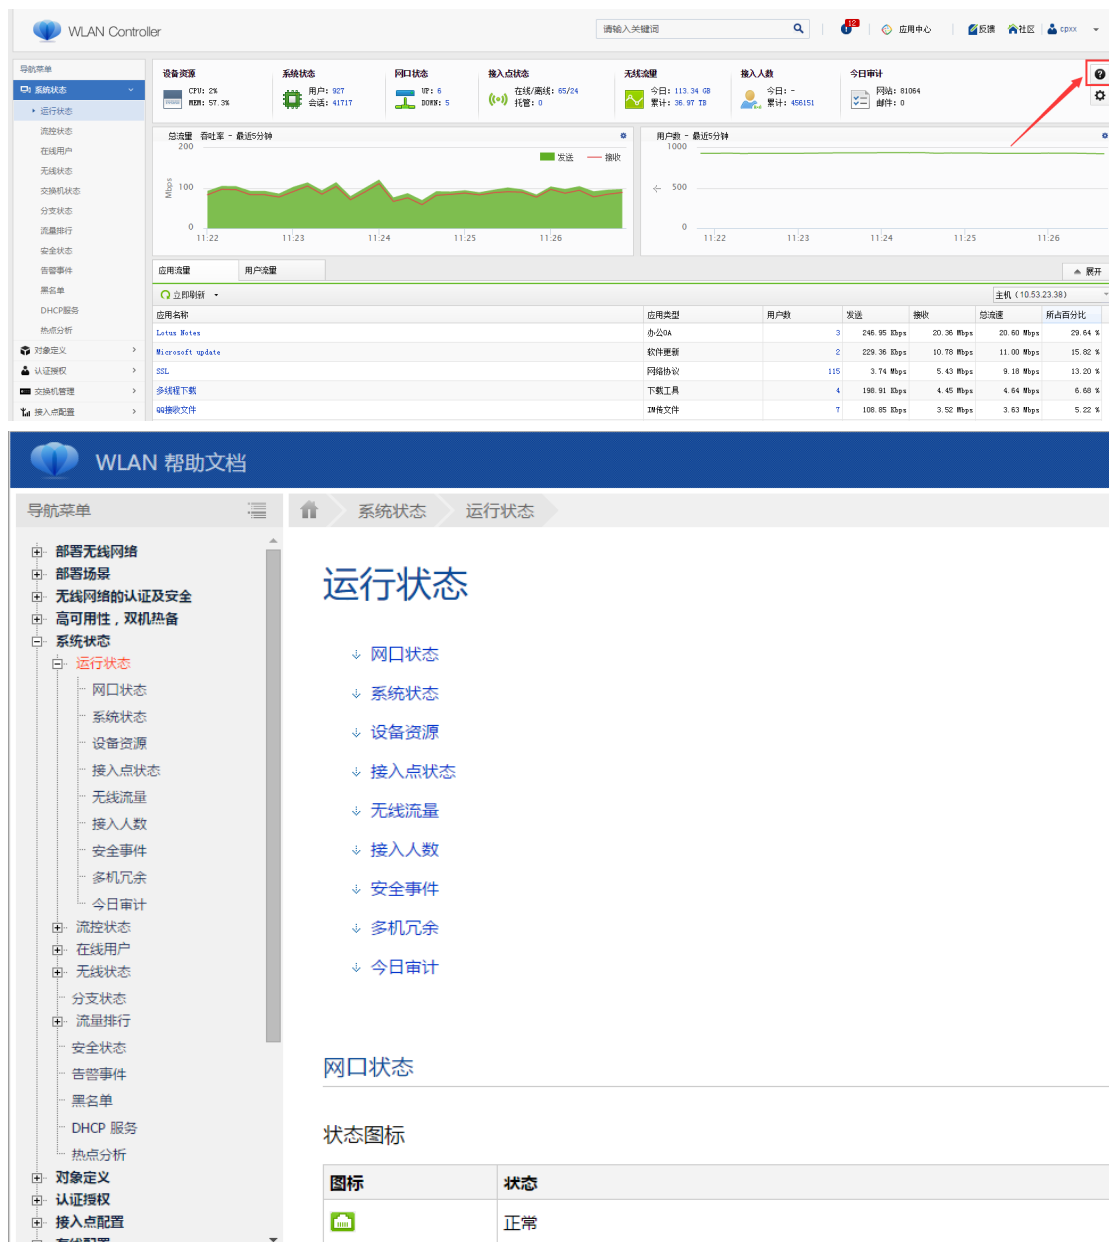 WLAN Controller
请输入关键词
12
应用中心
反馈
社区
cpxx
导航菜单
系统状态
运行状态
流控状态
在线用户
无线状态
交换机状态
分支状态
流量排行
安全状态
告警事件
黑名单
DHCP服务
热点分析
对象定义
认证授权
交换机管理
接入点配置
设备资源
CPU: 2%
MEM: 57.3%
系统状态
用户: 927
会话: 41717
网口状态
UP: 6
DOWN: 5
接入点状态
在线/离线: 65/24
托管: 0
无线流量
今日: 113.34 GB
累计: 36.97 TB
接入人数
今日: -
累计: 456151
今日审计
网站: 81064
邮件: 0
总流量 吞吐率 - 最近5分钟
发送 接收
Mbps
200
100
0
11:22 11:23 11:24 11:25 11:26
用户数 - 最近5分钟
1000
500
0
11:22 11:23 11:24 11:25 11:26
应用流量 用户流量 展开
立即刷新 主机 (10.53.23.38)
应用名称 应用类型 用户数 发送 接收 总流速 所占百分比
Lotus Notes 办公OA 3 246.95 Kbps 20.36 Mbps 20.60 Mbps 29.64 %
Microsoft update 软件更新 2 229.36 Kbps 10.78 Mbps 11.00 Mbps 15.82 %
SSL 网络协议 115 3.74 Mbps 5.43 Mbps 9.18 Mbps 13.20 %
多线程下载 下载工具 4 198.91 Kbps 4.45 Mbps 4.64 Mbps 6.68 %
QQ接收文件 IM传文件 7 108.85 Kbps 3.52 Mbps 3.63 Mbps 5.22 %
WLAN 帮助文档
导航菜单
系统状态 运行状态
部署无线网络
部署场景
无线网络的认证及安全
高可用性，双机热备
系统状态
运行状态
网口状态
系统状态
设备资源
接入点状态
无线流量
接入人数
安全事件
多机冗余
今日审计
流控状态
在线用户
无线状态
分支状态
流量排行
安全状态
告警事件
黑名单
DHCP 服务
热点分析
对象定义
认证授权
接入点配置
运行状态
网口状态
系统状态
设备资源
接入点状态
无线流量
接入人数
安全事件
多机冗余
今日审计
网口状态
状态图标
图标 状态
正常